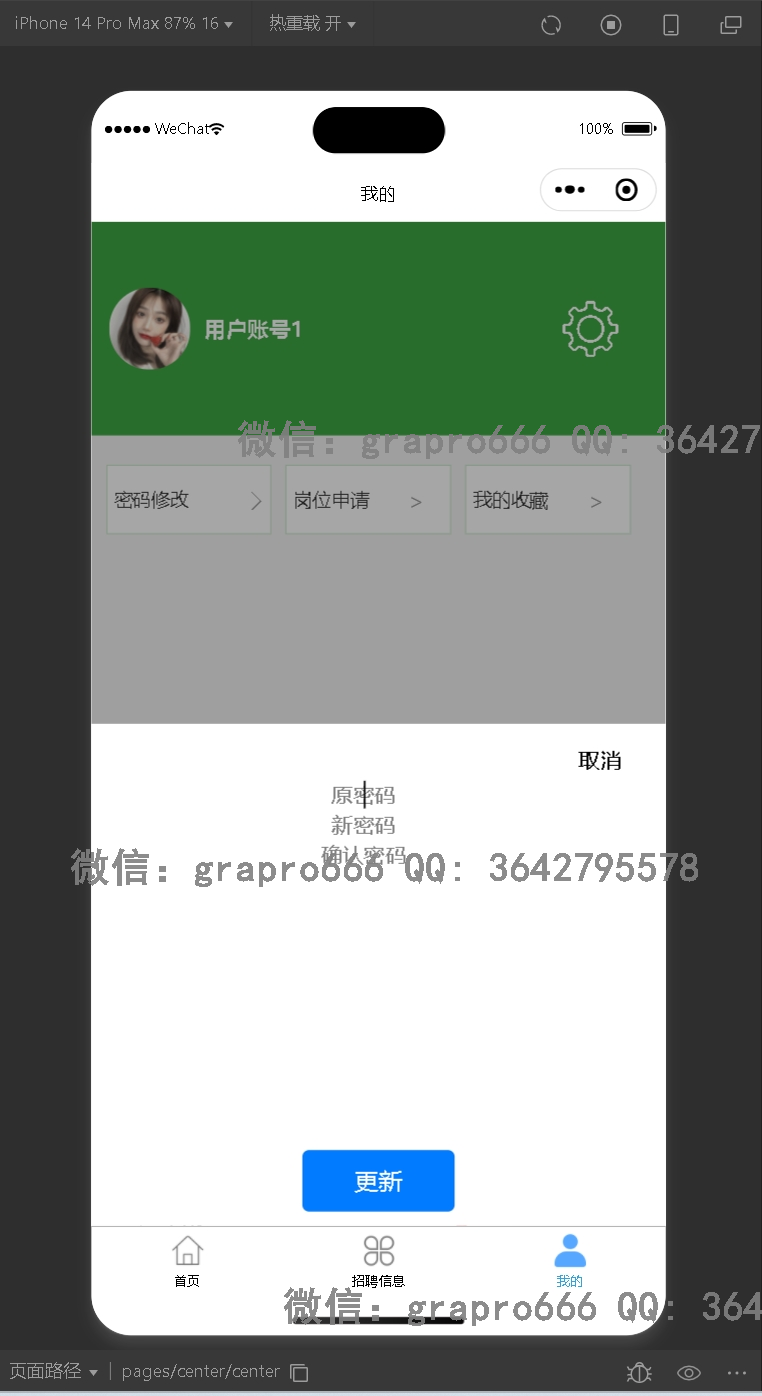 iPhone 14 Pro Max 87% 16 热重载 开
WeChat 100%
我的
用户账号1
微信：grapro666 QQ: 36427
密码修改 > 岗位申请 > 我的收藏 >
取消
原密码
新密码
确认密码
微信：grapro666 QQ: 3642795578
更新
首页 招聘信息 我的
微信：grapro666 QQ: 364
页面路径 | pages/center/center